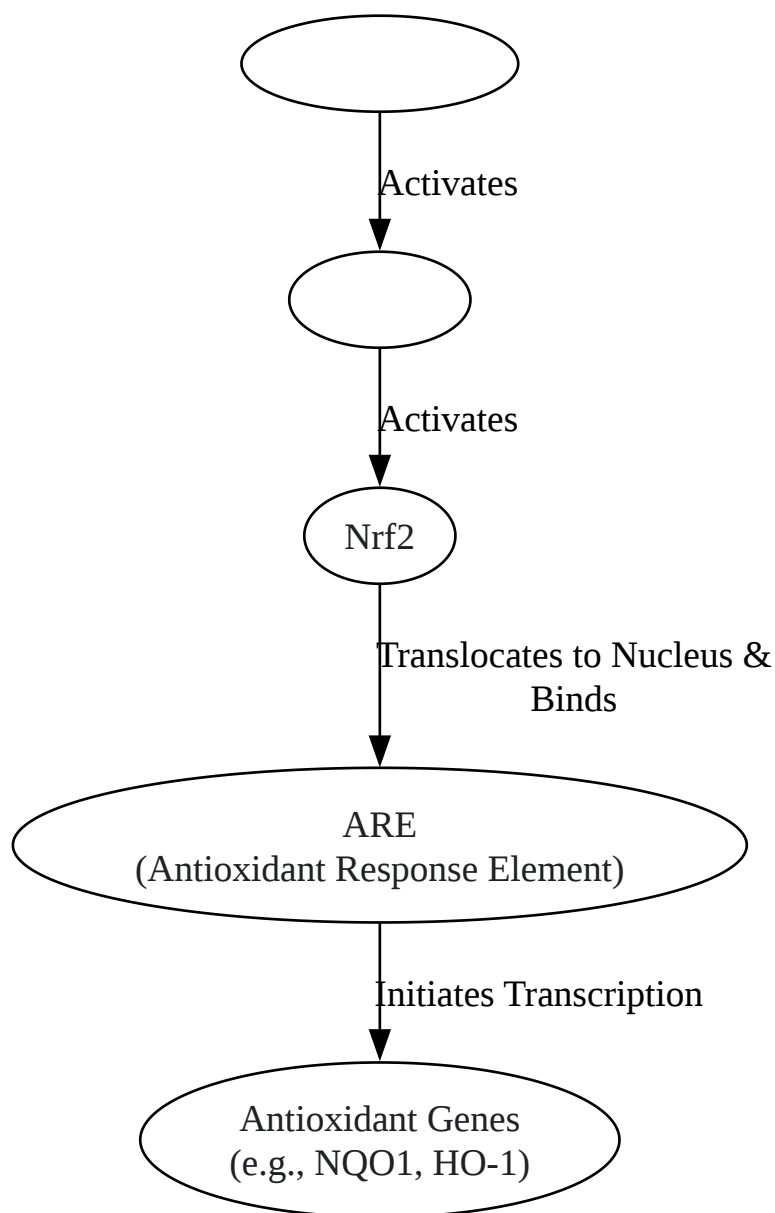 Activates
Activates
Nrf2
Translocates to Nucleus &
Binds
ARE
(Antioxidant Response Element)
Initiates Transcription
Antioxidant Genes
(e.g., NQO1, HO-1)